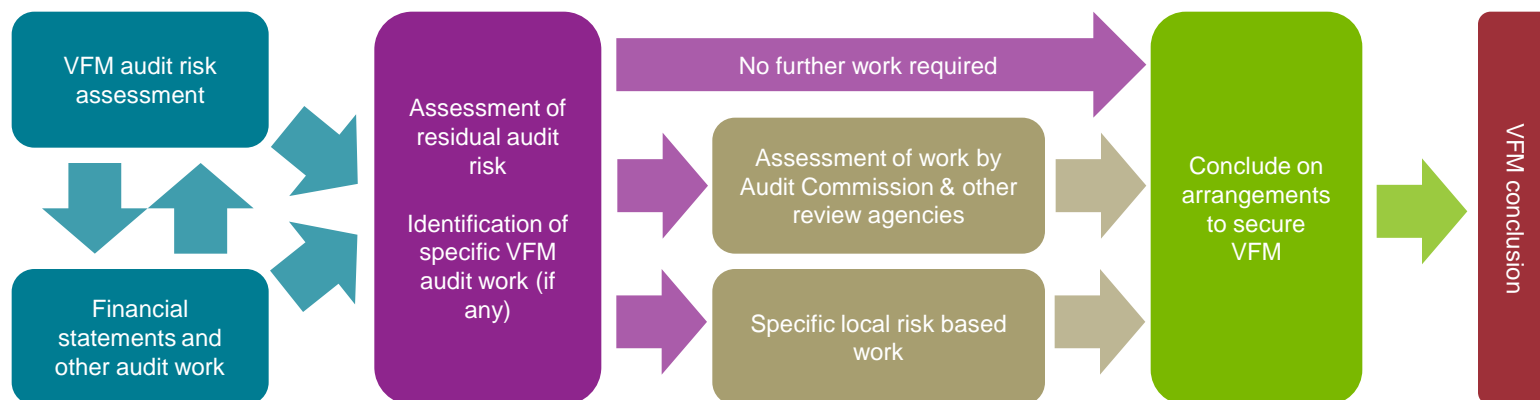 VFM audit risk
assessment
Financial
statements and
other audit work
Assessment of
residual audit
risk
Identification of
specific VFM
audit work (if
any)
No further work required
Assessment of work by
Audit Commission & other
review agencies
Specific local risk based
work
Conclude on
arrangements
to secure
VFM
VFM conclusion